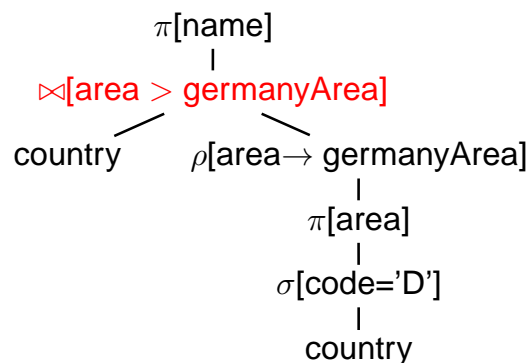 π[name]
⋈[area > germanyArea]
country ρ[area→ germanyArea]
π[area]
σ[code='D']
country